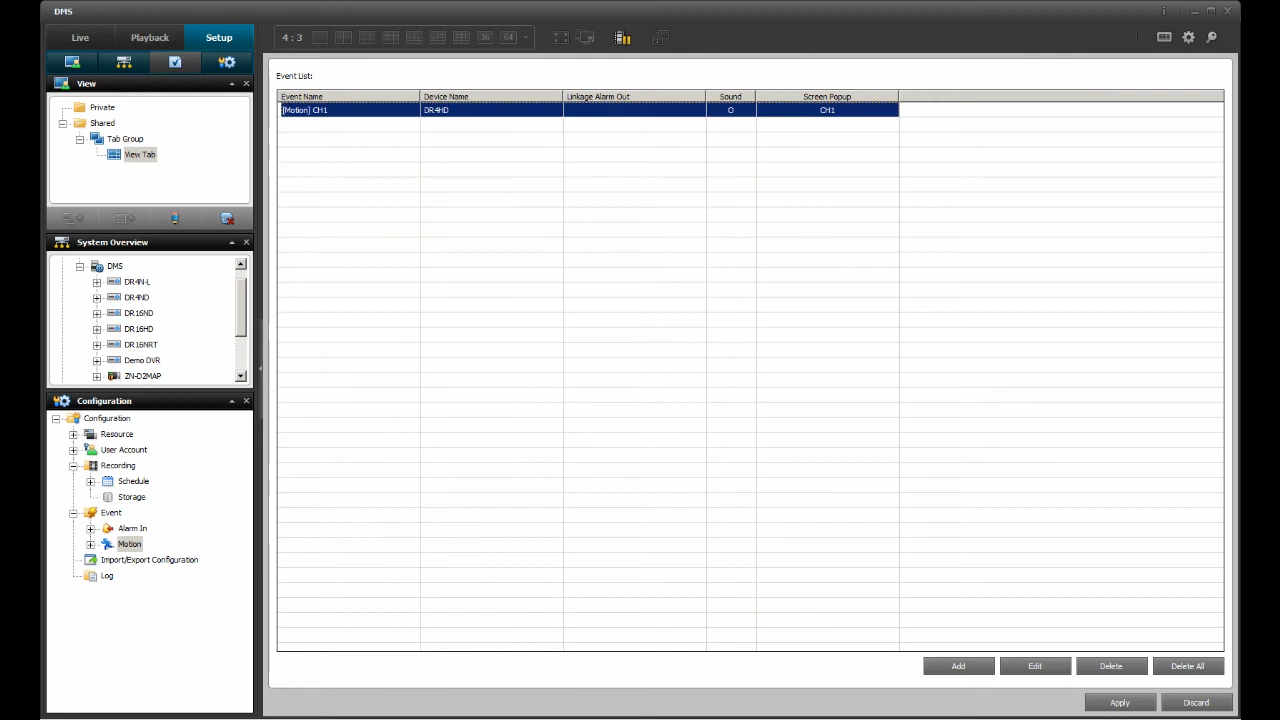 DMS
Live Playback Setup
4 : 3 36 64
View
Private
Shared
Tab Group
View Tab
System Overview
DMS
DR4N-L
DR4ND
DR16ND
DR16HD
DR16NRT
Demo DVR
ZN-D2MAP
Configuration
Configuration
Resource
User Account
Recording
Schedule
Storage
Event
Alarm In
Motion
Import/Export Configuration
Log
Event List:
Event Name Device Name Linkage Alarm Out Sound Screen Popup
[Motion] CH1 DR4HD O CH1
Add Edit Delete Delete All
Apply Discard